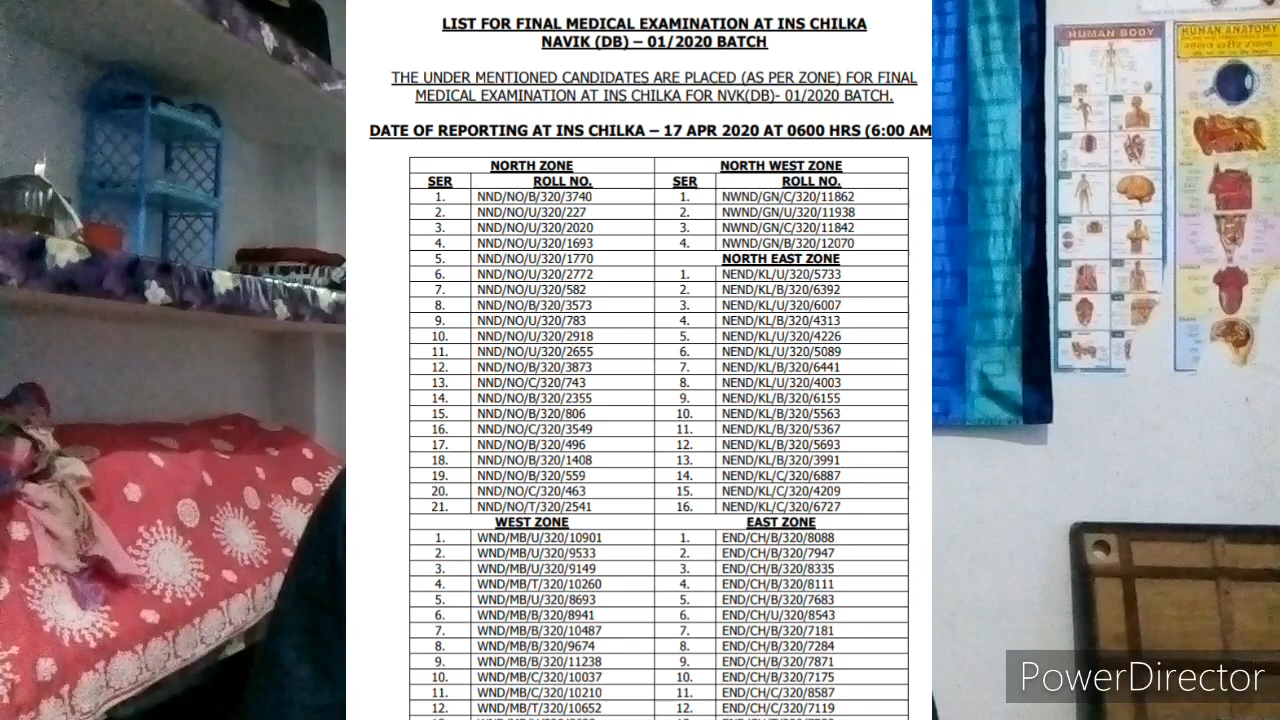 LIST FOR FINAL MEDICAL EXAMINATION AT INS CHILKA
NAVIK (DB) – 01/2020 BATCH
THE UNDER MENTIONED CANDIDATES ARE PLACED (AS PER ZONE) FOR FINAL
MEDICAL EXAMINATION AT INS CHILKA FOR NVK(DB)- 01/2020 BATCH.
DATE OF REPORTING AT INS CHILKA – 17 APR 2020 AT 0600 HRS (6:00 AM
NORTH ZONE NORTH WEST ZONE
SER ROLL NO. SER ROLL NO.
1. NND/NO/B/320/3740 1. NWND/GN/C/320/11862
2. NND/NO/U/320/227 2. NWND/GN/U/320/11938
3. NND/NO/U/320/2020 3. NWND/GN/C/320/11842
4. NND/NO/U/320/1693 4. NWND/GN/B/320/12070
5. NND/NO/U/320/1770 NORTH EAST ZONE
6. NND/NO/U/320/2772 1. NEND/KL/U/320/5733
7. NND/NO/U/320/582 2. NEND/KL/B/320/6392
8. NND/NO/B/320/3573 3. NEND/KL/U/320/6007
9. NND/NO/U/320/783 4. NEND/KL/B/320/4313
10. NND/NO/U/320/2918 5. NEND/KL/U/320/4226
11. NND/NO/U/320/2655 6. NEND/KL/U/320/5089
12. NND/NO/B/320/3873 7. NEND/KL/B/320/6441
13. NND/NO/C/320/743 8. NEND/KL/U/320/4003
14. NND/NO/B/320/2355 9. NEND/KL/B/320/6155
15. NND/NO/B/320/806 10. NEND/KL/B/320/5563
16. NND/NO/C/320/3549 11. NEND/KL/B/320/5367
17. NND/NO/B/320/496 12. NEND/KL/B/320/5693
18. NND/NO/B/320/1408 13. NEND/KL/B/320/3991
19. NND/NO/B/320/559 14. NEND/KL/C/320/6887
20. NND/NO/C/320/463 15. NEND/KL/C/320/4209
21. NND/NO/T/320/2541 16. NEND/KL/C/320/6727
WEST ZONE EAST ZONE
1. WND/MB/U/320/10901 1. END/CH/B/320/8088
2. WND/MB/U/320/9533 2. END/CH/B/320/7947
3. WND/MB/U/320/9149 3. END/CH/B/320/8335
4. WND/MB/T/320/10260 4. END/CH/B/320/8111
5. WND/MB/U/320/8693 5. END/CH/B/320/7683
6. WND/MB/B/320/8941 6. END/CH/U/320/8543
7. WND/MB/B/320/10487 7. END/CH/B/320/7181
8. WND/MB/B/320/9674 8. END/CH/B/320/7284
9. WND/MB/B/320/11238 9. END/CH/B/320/7871
10. WND/MB/C/320/10037 10. END/CH/B/320/7175
11. WND/MB/C/320/10210 11. END/CH/C/320/8587
12. WND/MB/T/320/10652 12. END/CH/C/320/7119
HUMAN BODY
HUMAN ANATOMY
मानव शरीर रचना
PowerDirector